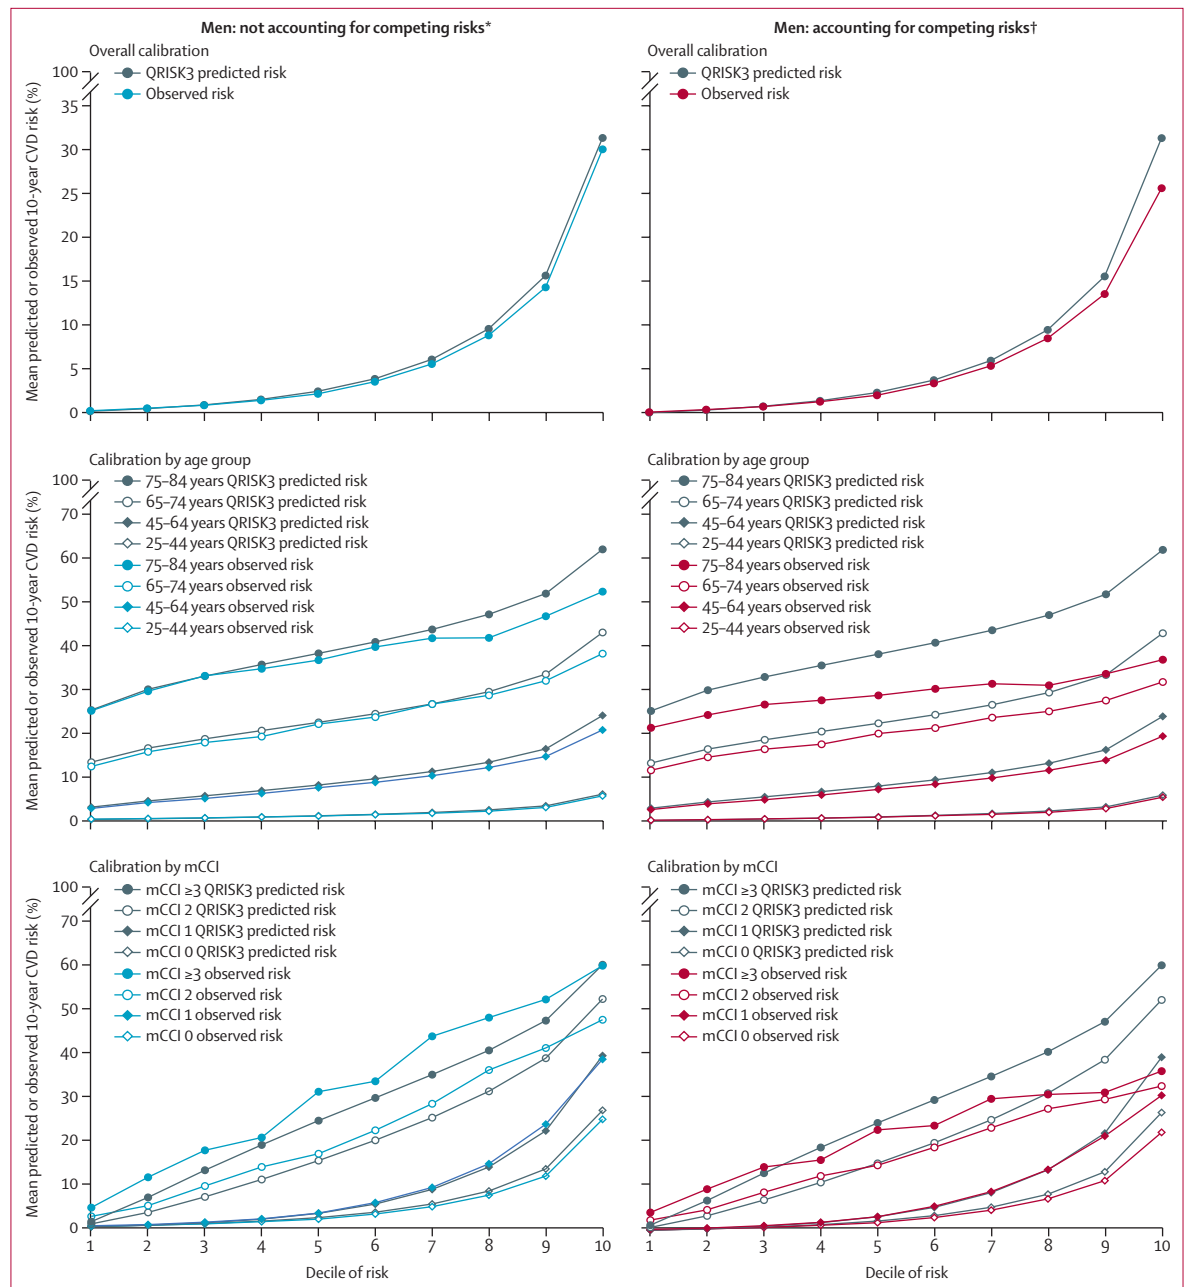 Men: not accounting for competing risks*
Overall calibration
QRISK3 predicted risk
Observed risk
Mean predicted or observed 10-year CVD risk (%)
100
35
30
25
20
15
10
5
0
Men: accounting for competing risks†
Overall calibration
QRISK3 predicted risk
Observed risk
Calibration by age group
75–84 years QRISK3 predicted risk
65–74 years QRISK3 predicted risk
45–64 years QRISK3 predicted risk
25–44 years QRISK3 predicted risk
75–84 years observed risk
65–74 years observed risk
45–64 years observed risk
25–44 years observed risk
Mean predicted or observed 10-year CVD risk (%)
100
70
60
50
40
30
20
10
0
Calibration by age group
75–84 years QRISK3 predicted risk
65–74 years QRISK3 predicted risk
45–64 years QRISK3 predicted risk
25–44 years QRISK3 predicted risk
75–84 years observed risk
65–74 years observed risk
45–64 years observed risk
25–44 years observed risk
Calibration by mCCI
mCCI ≥3 QRISK3 predicted risk
mCCI 2 QRISK3 predicted risk
mCCI 1 QRISK3 predicted risk
mCCI 0 QRISK3 predicted risk
mCCI ≥3 observed risk
mCCI 2 observed risk
mCCI 1 observed risk
mCCI 0 observed risk
Mean predicted or observed 10-year CVD risk (%)
100
70
60
50
40
30
20
10
0
1 2 3 4 5 6 7 8 9 10
Decile of risk
Calibration by mCCI
mCCI ≥3 QRISK3 predicted risk
mCCI 2 QRISK3 predicted risk
mCCI 1 QRISK3 predicted risk
mCCI 0 QRISK3 predicted risk
mCCI ≥3 observed risk
mCCI 2 observed risk
mCCI 1 observed risk
mCCI 0 observed risk
1 2 3 4 5 6 7 8 9 10
Decile of risk